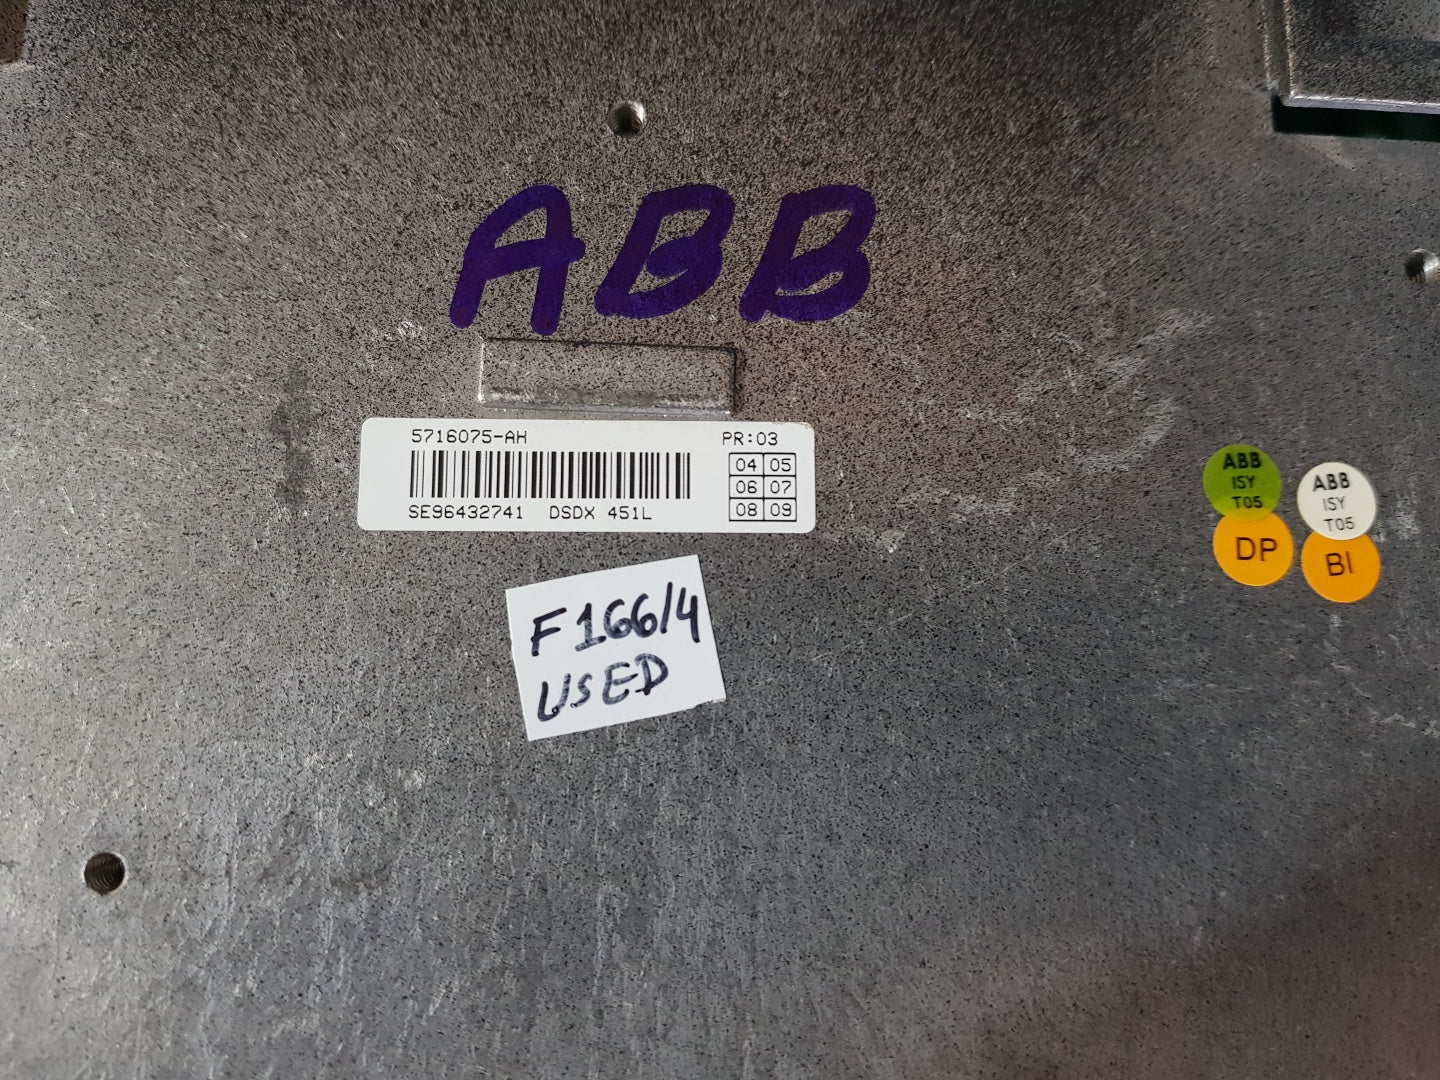 ABB
5716075-AH PR:03
04 05
06 07
08 09
SE96432741 DSDX 451L
F166/4
USED
ABB
ISY
T05
DP
ABB
ISY
T05
BI